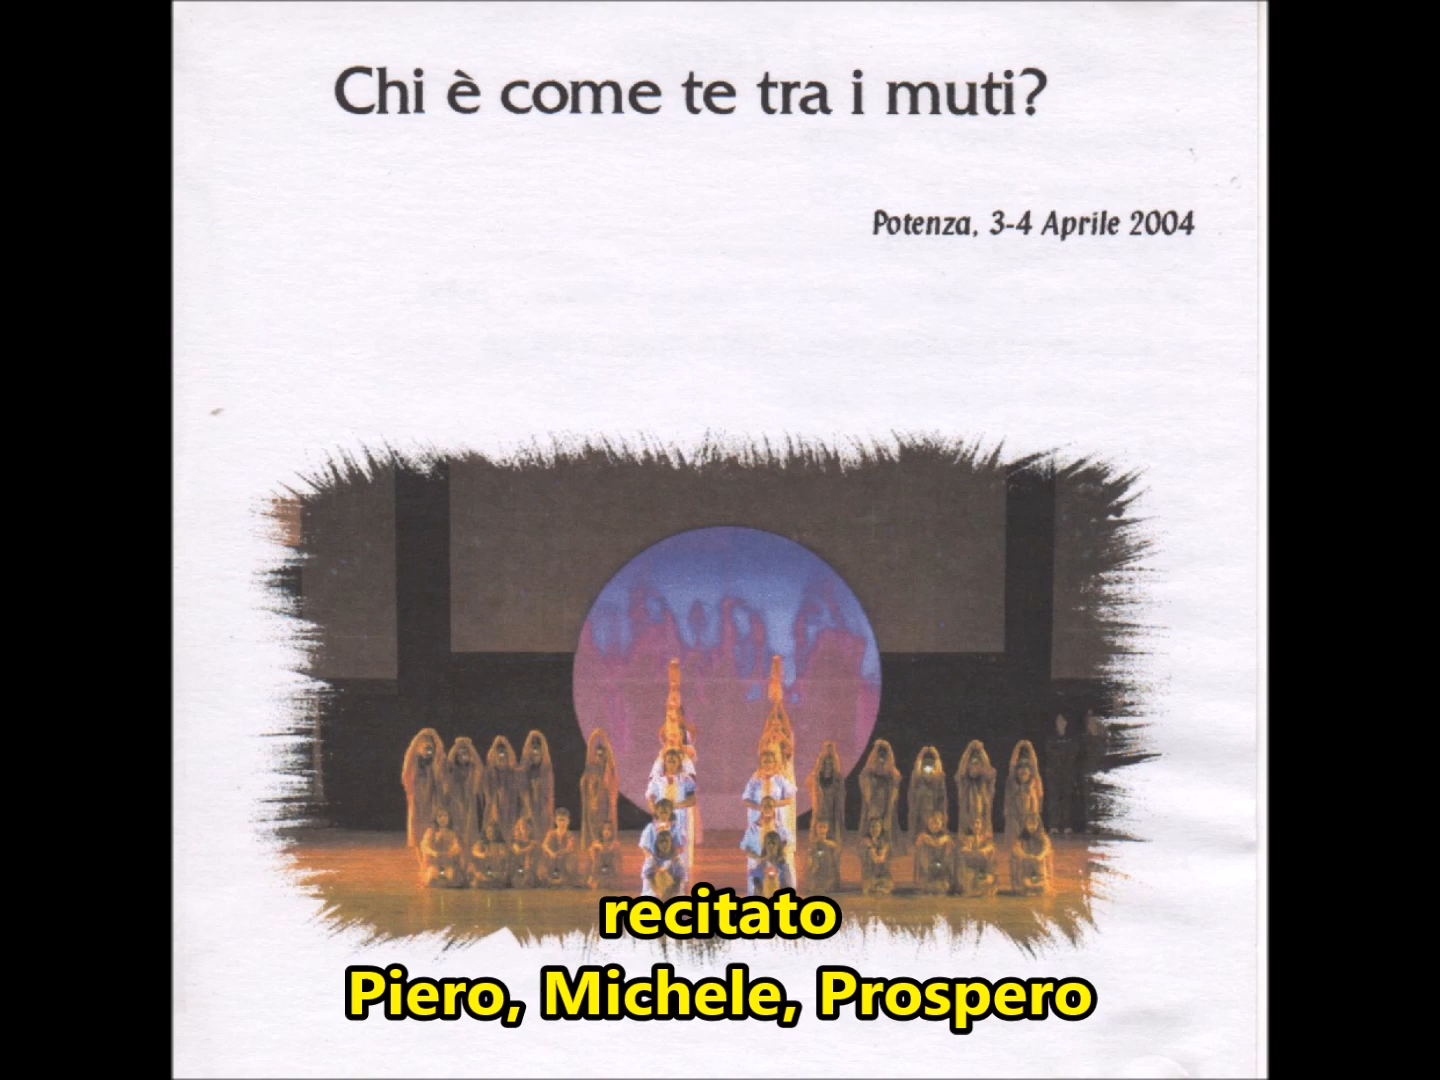 Chi è come te tra i muti?
Potenza, 3-4 Aprile 2004
recitato
Piero, Michele, Prospero